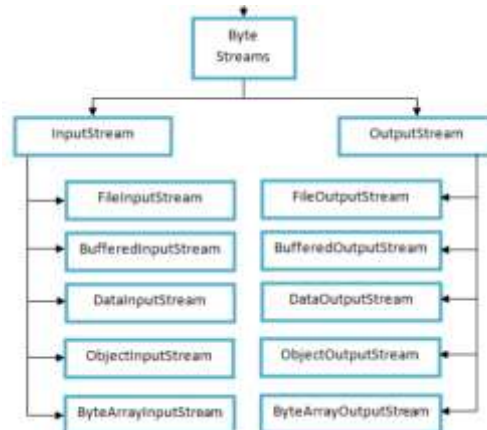 Byte
Streams
InputStream
OutputStream
FileInputStream
FileOutputStream
BufferedInputStream
BufferedOutputStream
DataInputStream
DataOutputStream
ObjectInputStream
ObjectOutputStream
ByteArrayInputStream
ByteArrayOutputStream